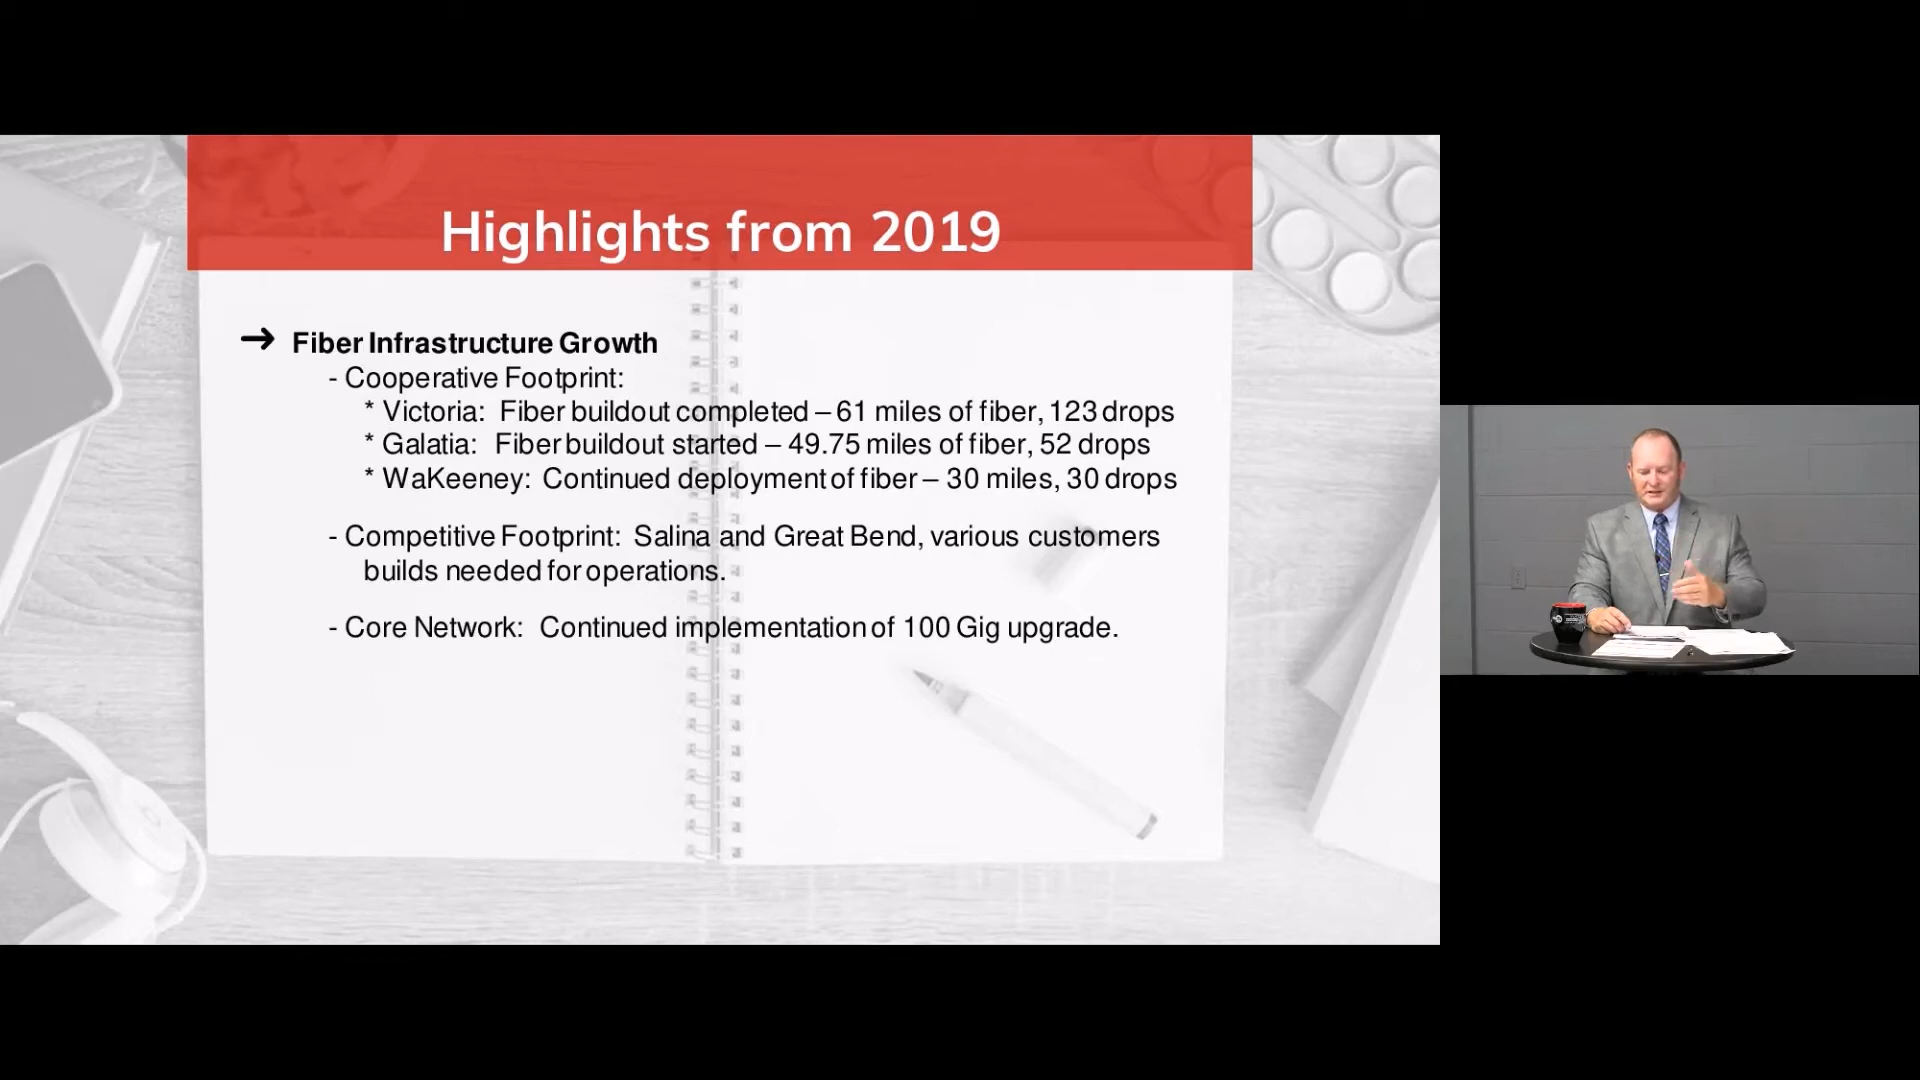 Highlights from 2019
→ Fiber Infrastructure Growth
- Cooperative Footprint:
* Victoria: Fiber buildout completed – 61 miles of fiber, 123 drops
* Galatia: Fiber buildout started – 49.75 miles of fiber, 52 drops
* WaKeeney: Continued deployment of fiber – 30 miles, 30 drops
- Competitive Footprint: Salina and Great Bend, various customers
builds needed for operations.
- Core Network: Continued implementation of 100 Gig upgrade.